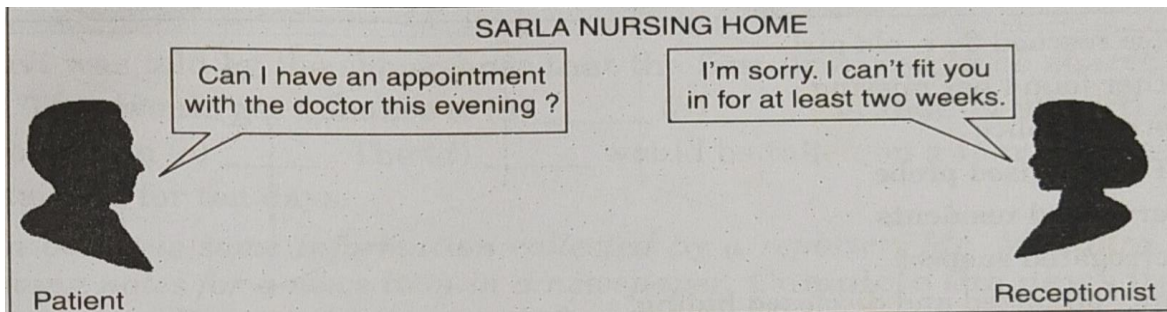 SARLA NURSING HOME
Can I have an appointment
with the doctor this evening ?
I'm sorry. I can't fit you
in for at least two weeks.
Patient
Receptionist